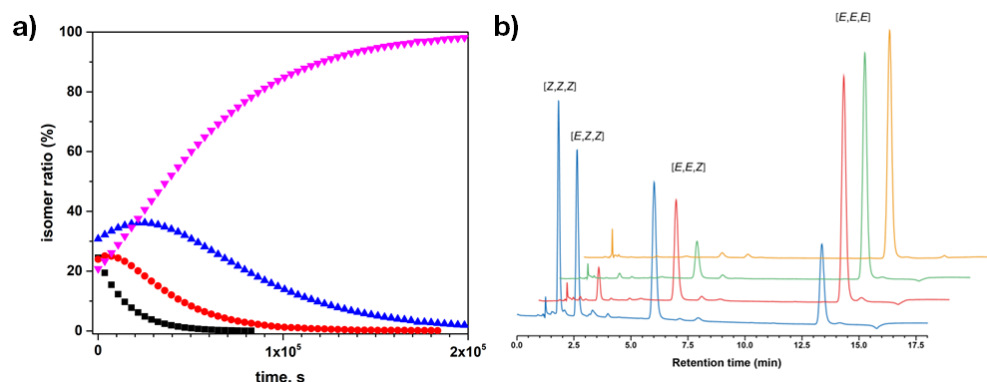 a)
100
80
60
40
20
0
isomer ratio (%)
0
1x10⁵
2x10⁵
time, s
b)
[E,E,E]
[Z,Z,Z]
[E,Z,Z]
[E,E,Z]
0.0
2.5
5.0
7.5
10.0
12.5
15.0
17.5
Retention time (min)